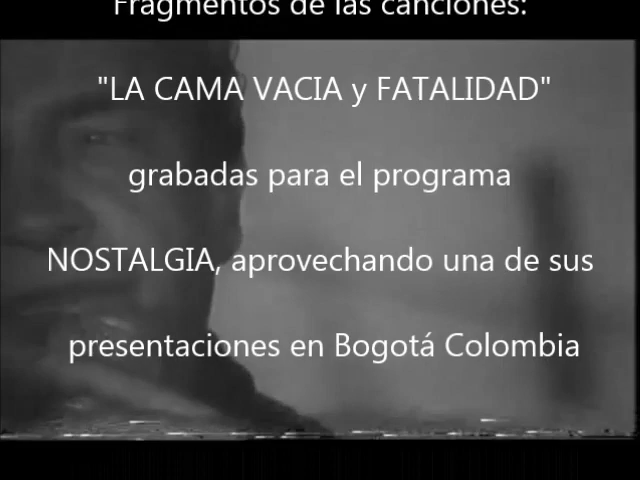 Fragmentos de las canciones:
"LA CAMA VACIA y FATALIDAD"
grabadas para el programa
NOSTALGIA, aprovechando una de sus
presentaciones en Bogotá Colombia